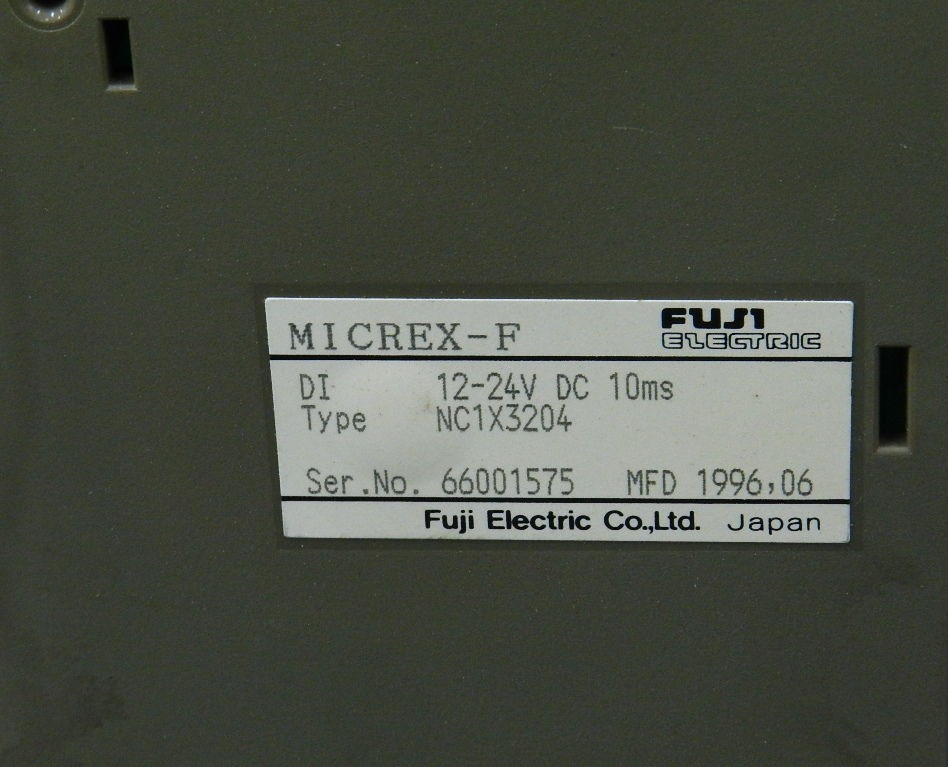 MICREX-F FUJI
ELECTRIC
DI 12-24V DC 10ms
Type NC1X3204
Ser.No. 66001575 MFD 1996,06
Fuji Electric Co.,Ltd. Japan